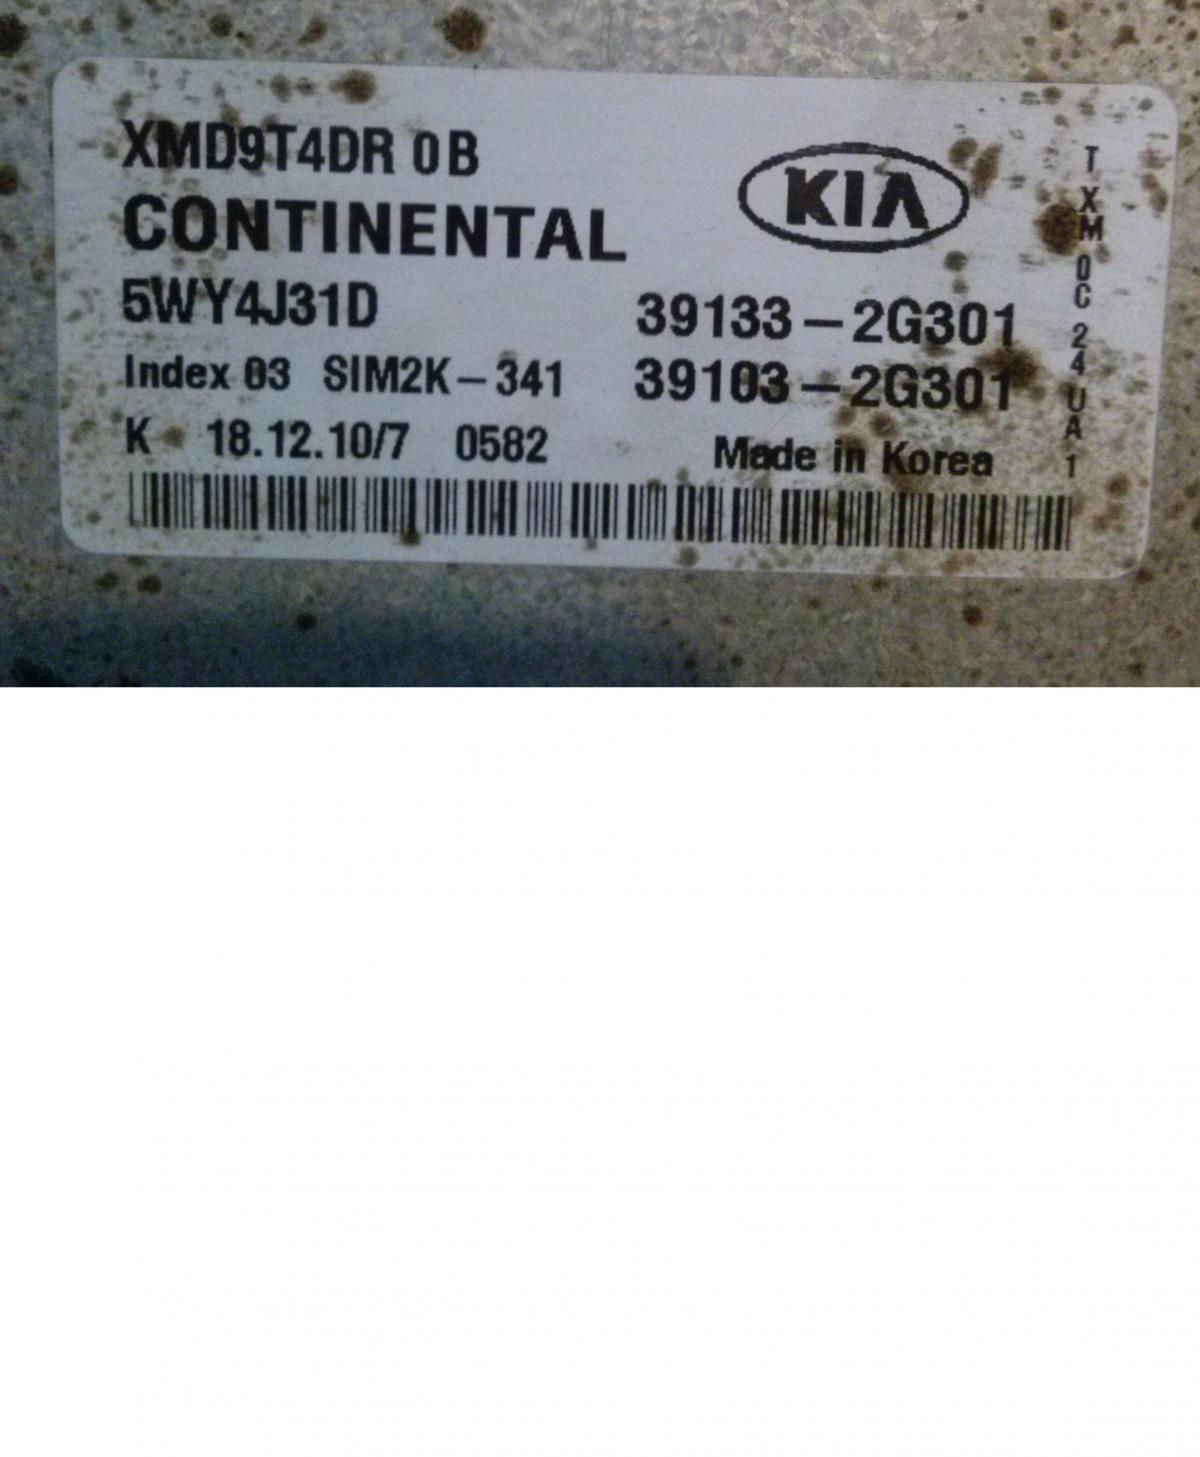 XMD9T4DR 0B
CONTINENTAL
KIA
5WY4J31D
39133-2G301
Index 03 SIM2K-341
39103-2G301
K 18.12.10/7 0582
Made in Korea
TXM0C24UA1